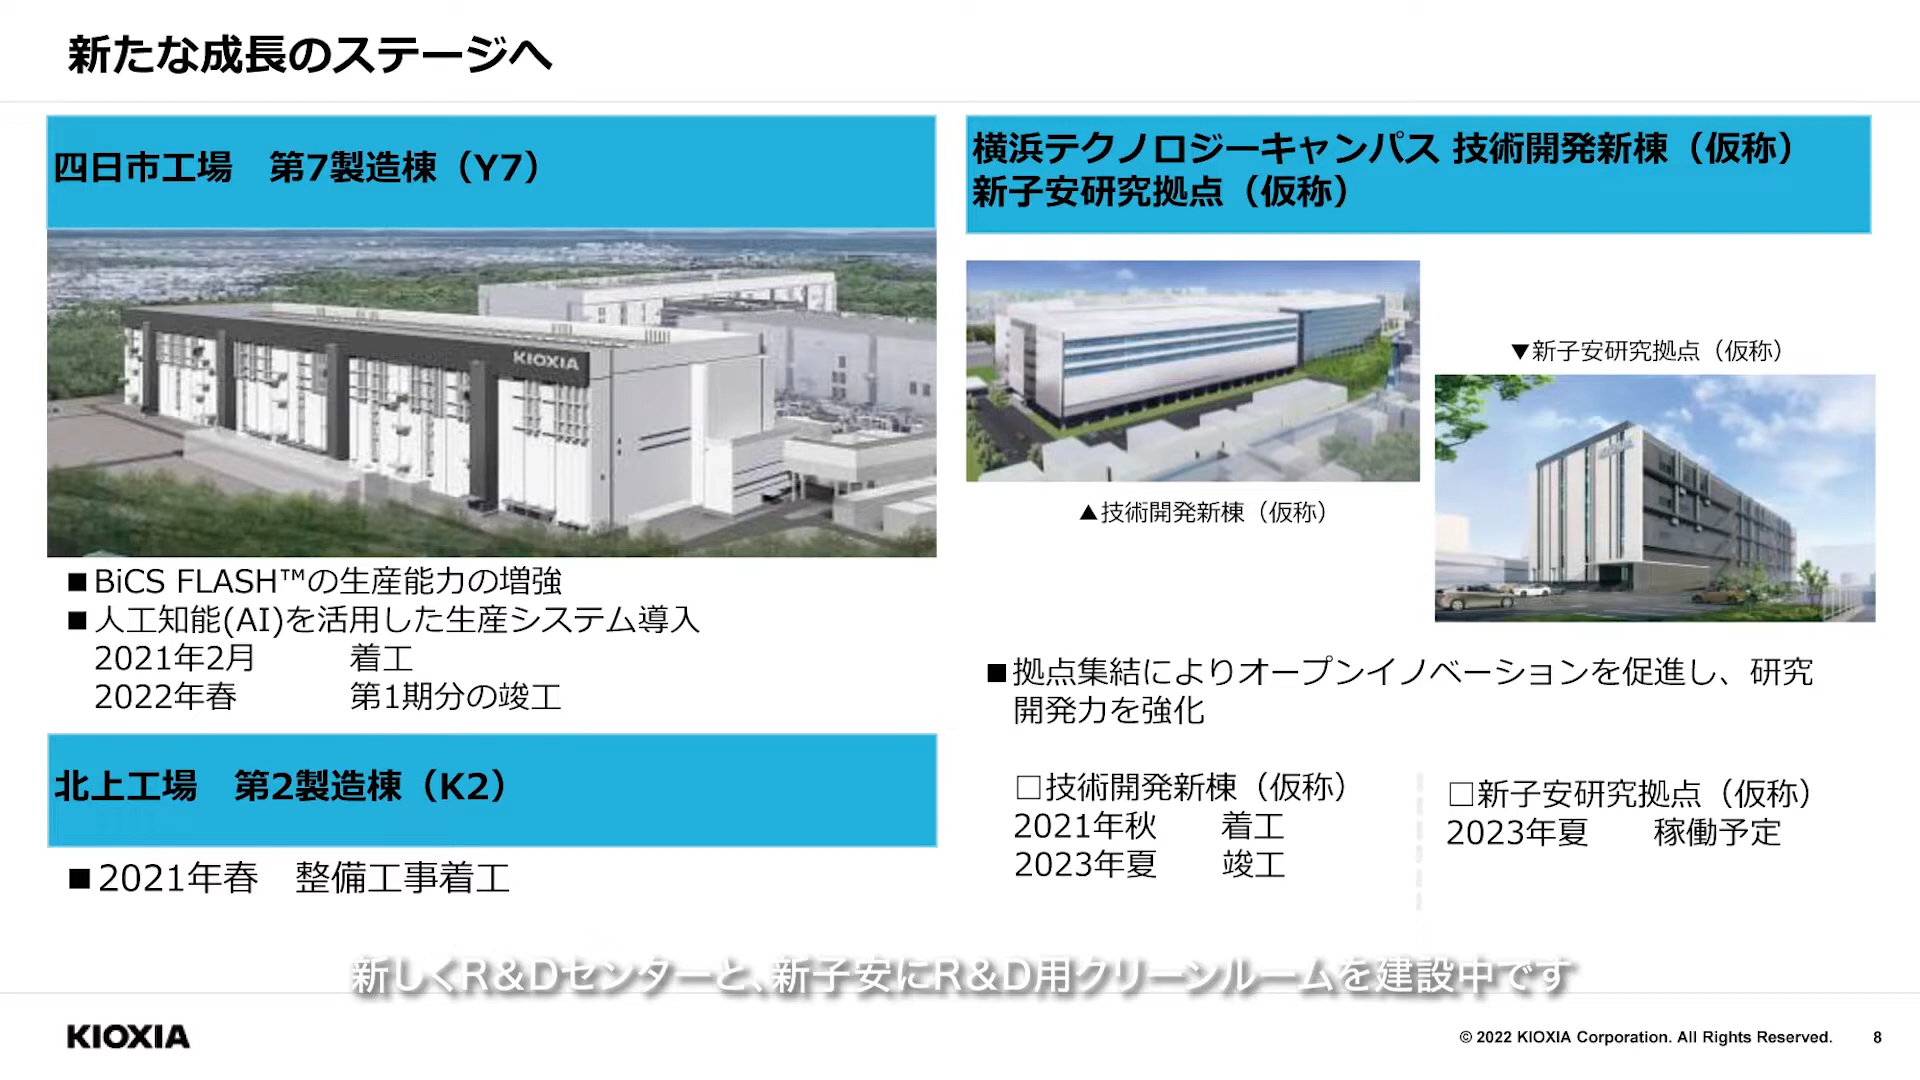 新たな成長のステージへ
四日市工場　第7製造棟（Y7）
KIOXIA
■BiCS FLASH™の生産能力の増強
■人工知能(AI)を活用した生産システム導入
2021年2月　着工
2022年春　第1期分の竣工
北上工場　第2製造棟（K2）
■2021年春　整備工事着工
横浜テクノロジーキャンパス 技術開発新棟（仮称）
新子安研究拠点（仮称）
▼新子安研究拠点（仮称）
▲技術開発新棟（仮称）
■拠点集結によりオープンイノベーションを促進し、研究
開発力を強化
□技術開発新棟（仮称）
2021年秋　着工
2023年夏　竣工
□新子安研究拠点（仮称）
2023年夏　稼働予定
新しくR&Dセンターと、新子安にR&D用クリーンルームを建設中です
KIOXIA
© 2022 KIOXIA Corporation. All Rights Reserved.
8